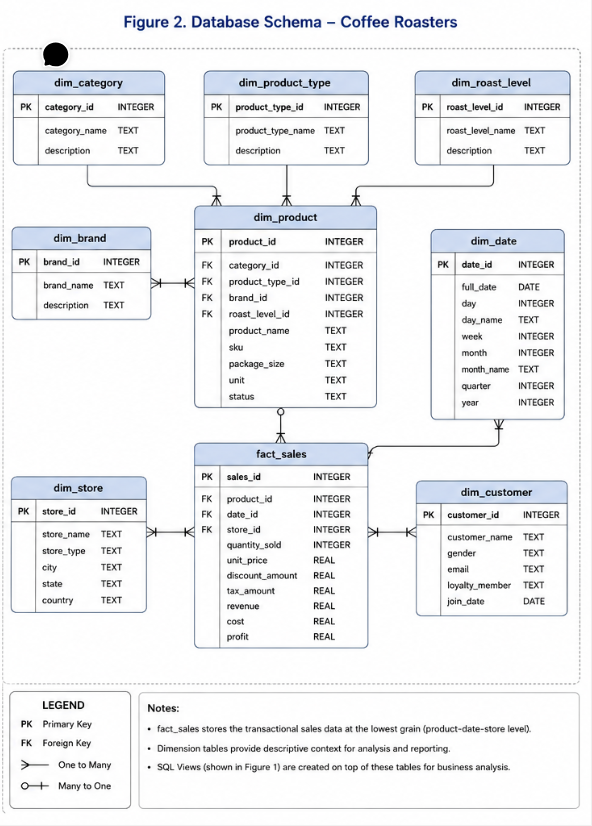 Figure 2. Database Schema – Coffee Roasters
dim_category
PK category_id INTEGER
category_name TEXT
description TEXT
dim_product_type
PK product_type_id INTEGER
product_type_name TEXT
description TEXT
dim_roast_level
PK roast_level_id INTEGER
roast_level_name TEXT
description TEXT
dim_brand
PK brand_id INTEGER
brand_name TEXT
description TEXT
dim_product
PK product_id INTEGER
FK category_id INTEGER
FK product_type_id INTEGER
FK brand_id INTEGER
FK roast_level_id INTEGER
product_name TEXT
sku TEXT
package_size TEXT
unit TEXT
status TEXT
dim_date
PK date_id INTEGER
full_date DATE
day INTEGER
day_name TEXT
week INTEGER
month INTEGER
month_name TEXT
quarter INTEGER
year INTEGER
dim_store
PK store_id INTEGER
store_name TEXT
store_type TEXT
city TEXT
state TEXT
country TEXT
fact_sales
PK sales_id INTEGER
FK product_id INTEGER
FK date_id INTEGER
FK store_id INTEGER
quantity_sold INTEGER
unit_price REAL
discount_amount REAL
tax_amount REAL
revenue REAL
cost REAL
profit REAL
dim_customer
PK customer_id INTEGER
customer_name TEXT
gender TEXT
email TEXT
loyalty_member TEXT
join_date DATE
LEGEND
PK Primary Key
FK Foreign Key
One to Many
Many to One
Notes:
• fact_sales stores the transactional sales data at the lowest grain (product-date-store level).
• Dimension tables provide descriptive context for analysis and reporting.
• SQL Views (shown in Figure 1) are created on top of these tables for business analysis.